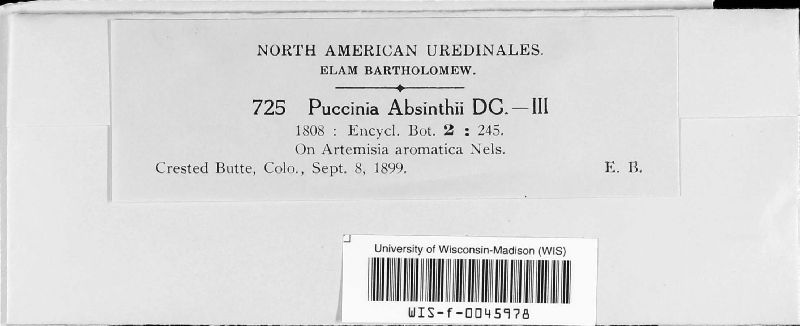 NORTH AMERICAN UREDINALES.
ELAM BARTHOLOMEW.
725 Puccinia Absinthii DC.—III
1808 : Encycl. Bot. 2 : 245.
On Artemisia aromatica Nels.
Crested Butte, Colo., Sept. 8, 1899. E. B.
University of Wisconsin-Madison (WIS)
WIS-f-0045978